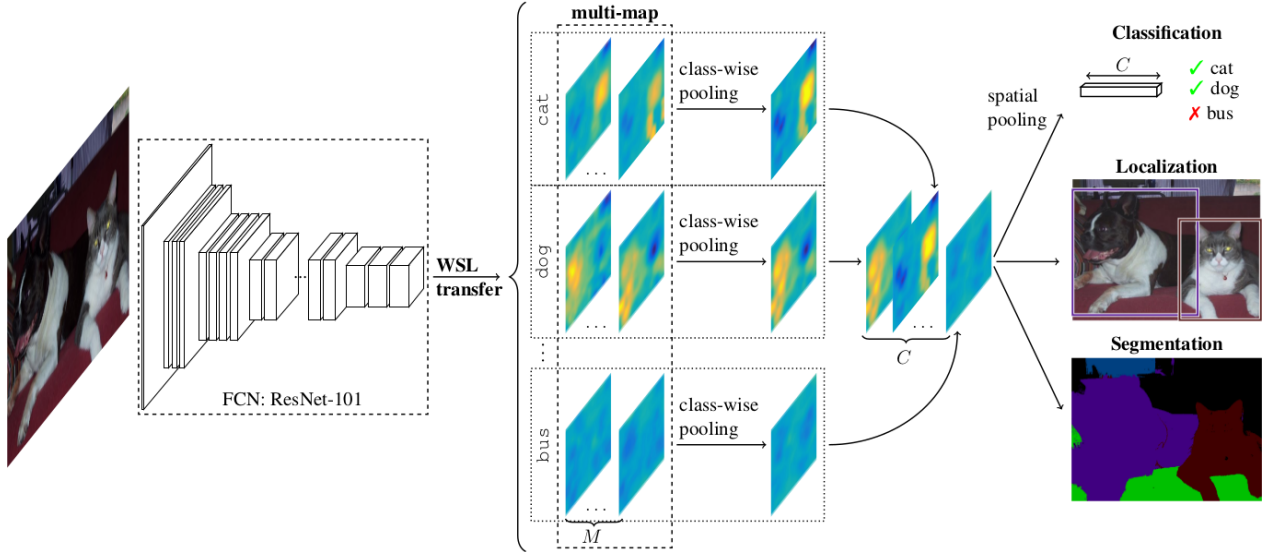 multi-map
cat
. . .
class-wise
pooling
dog
. . .
class-wise
pooling
...
bus
. . .
class-wise
pooling
M
FCN: ResNet-101
...
WSL
transfer
. . .
C
spatial
pooling
Classification
C
✓ cat
✓ dog
✗ bus
Localization
Segmentation